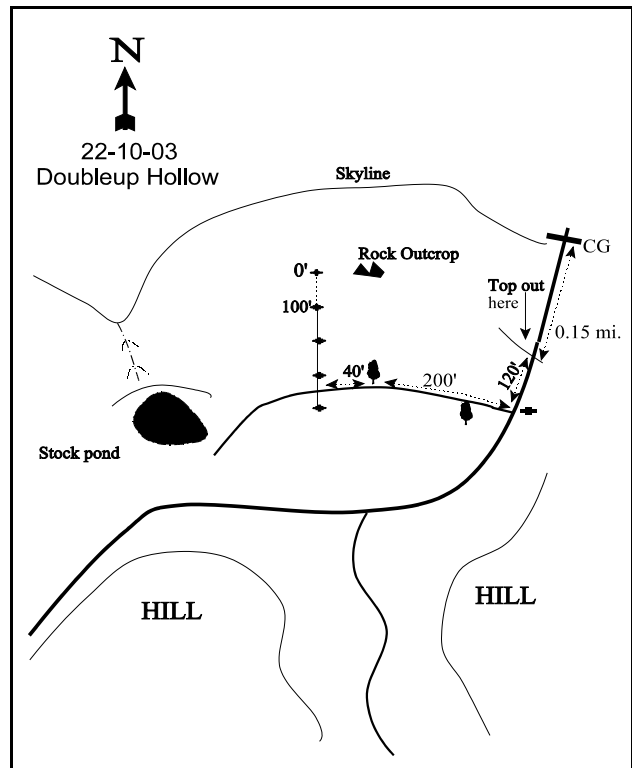 N
22-10-03
Doubleup Hollow
Skyline
CG
Rock Outcrop
0'
Top out
here
100'
0.15 mi.
120'
40'
200'
Stock pond
HILL
HILL